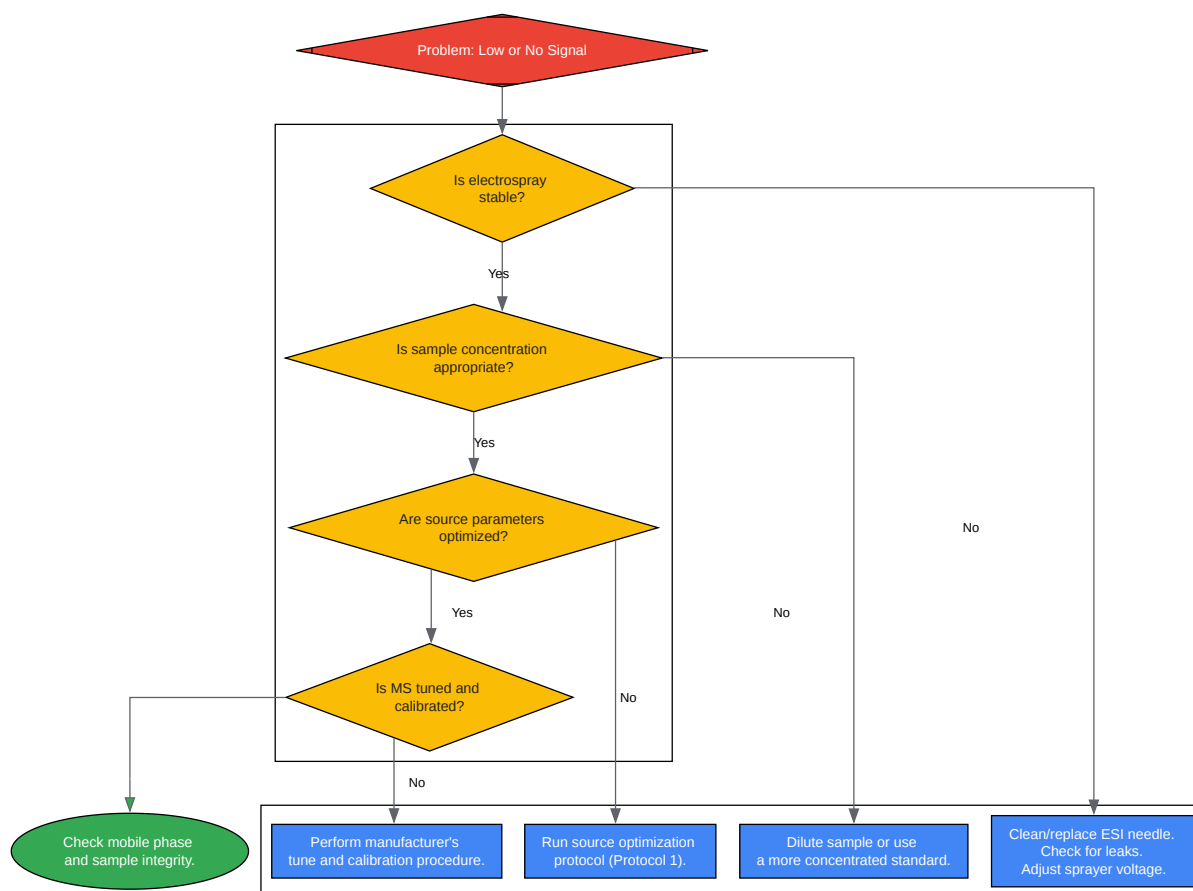 Problem: Low or No Signal
Is electrospray
stable?
Yes
Is sample concentration
appropriate?
Yes
Are source parameters
optimized?
No
Yes
No
Is MS tuned and
calibrated?
No
No
Check mobile phase
and sample integrity.
Perform manufacturer's
tune and calibration procedure.
Run source optimization
protocol (Protocol 1).
Dilute sample or use
a more concentrated standard.
Clean/replace ESI needle.
Check for leaks.
Adjust sprayer voltage.